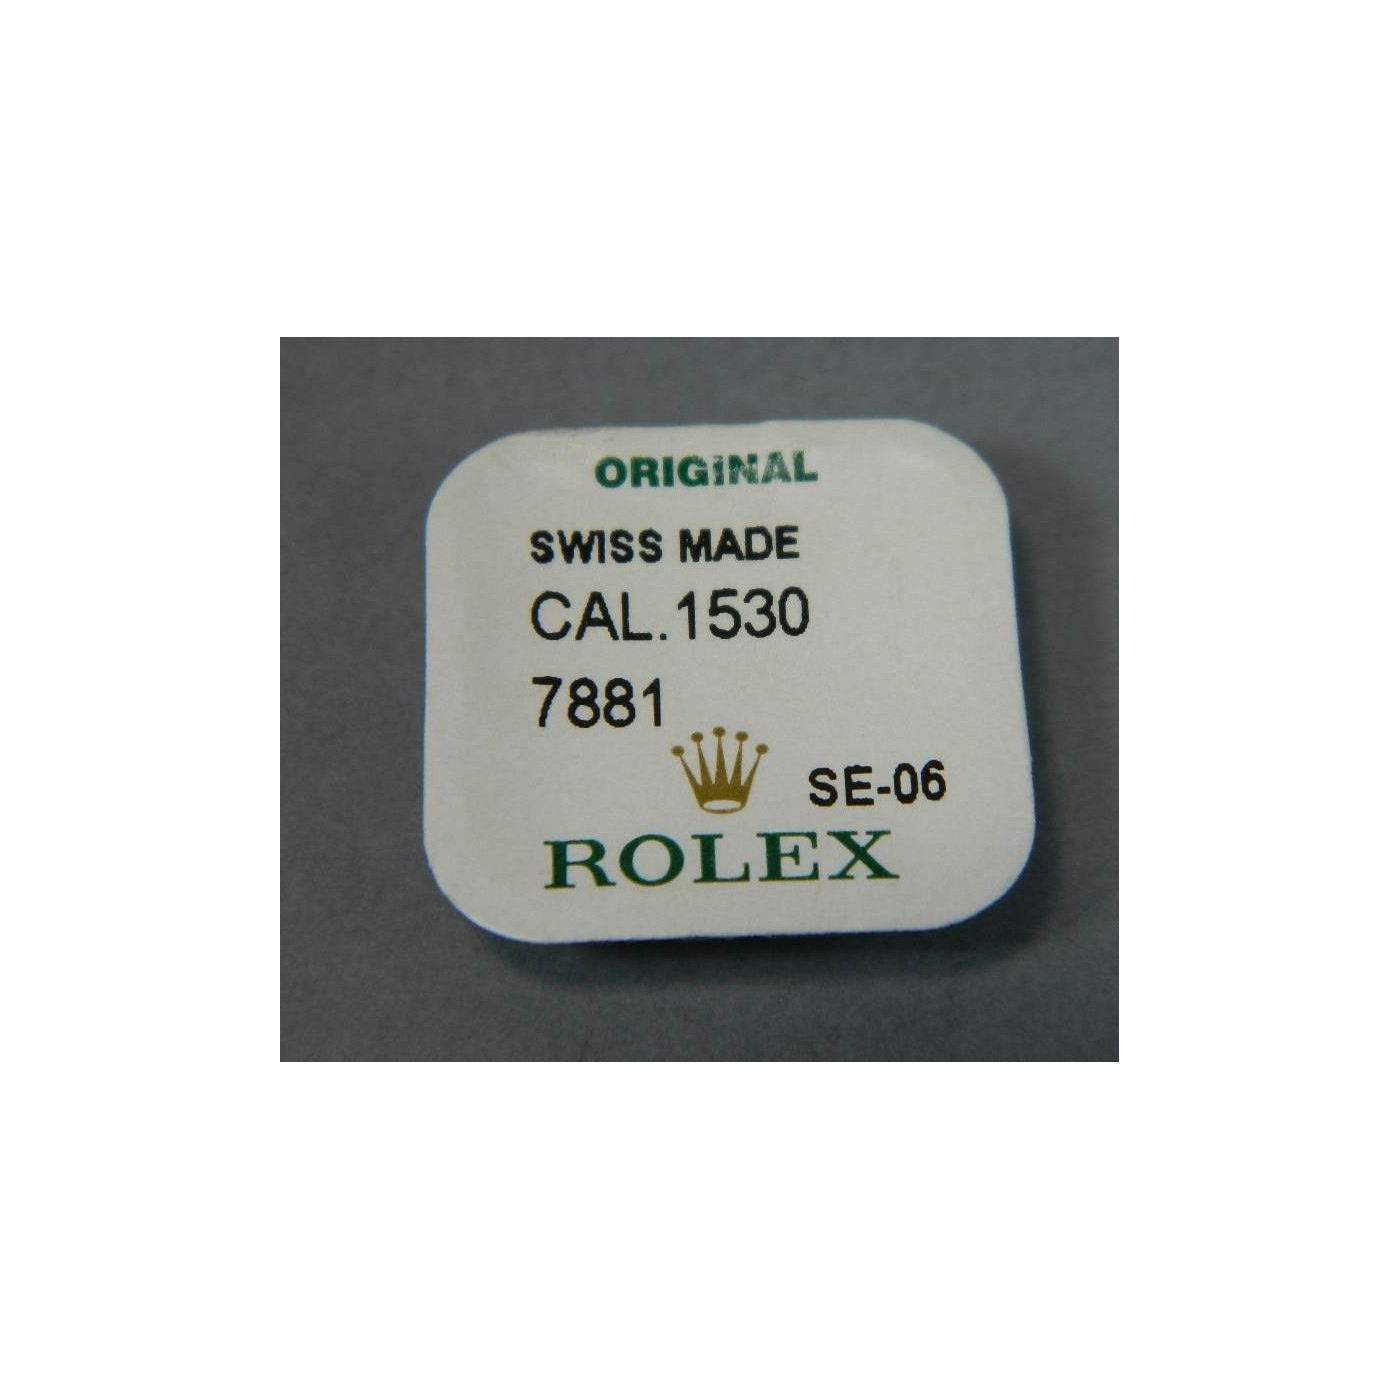 ORIGINAL
SWISS MADE
CAL.1530
7881
SE-06
ROLEX